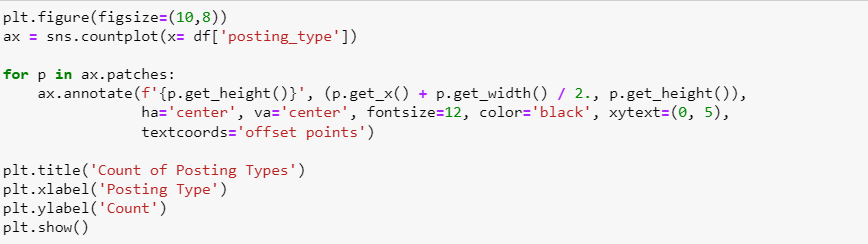 plt.figure(figsize=(10,8))
ax = sns.countplot(x= df['posting_type'])

for p in ax.patches:
    ax.annotate(f'{p.get_height()}', (p.get_x() + p.get_width() / 2., p.get_height()),
                ha='center', va='center', fontsize=12, color='black', xytext=(0, 5),
                textcoords='offset points')

plt.title('Count of Posting Types')
plt.xlabel('Posting Type')
plt.ylabel('Count')
plt.show()